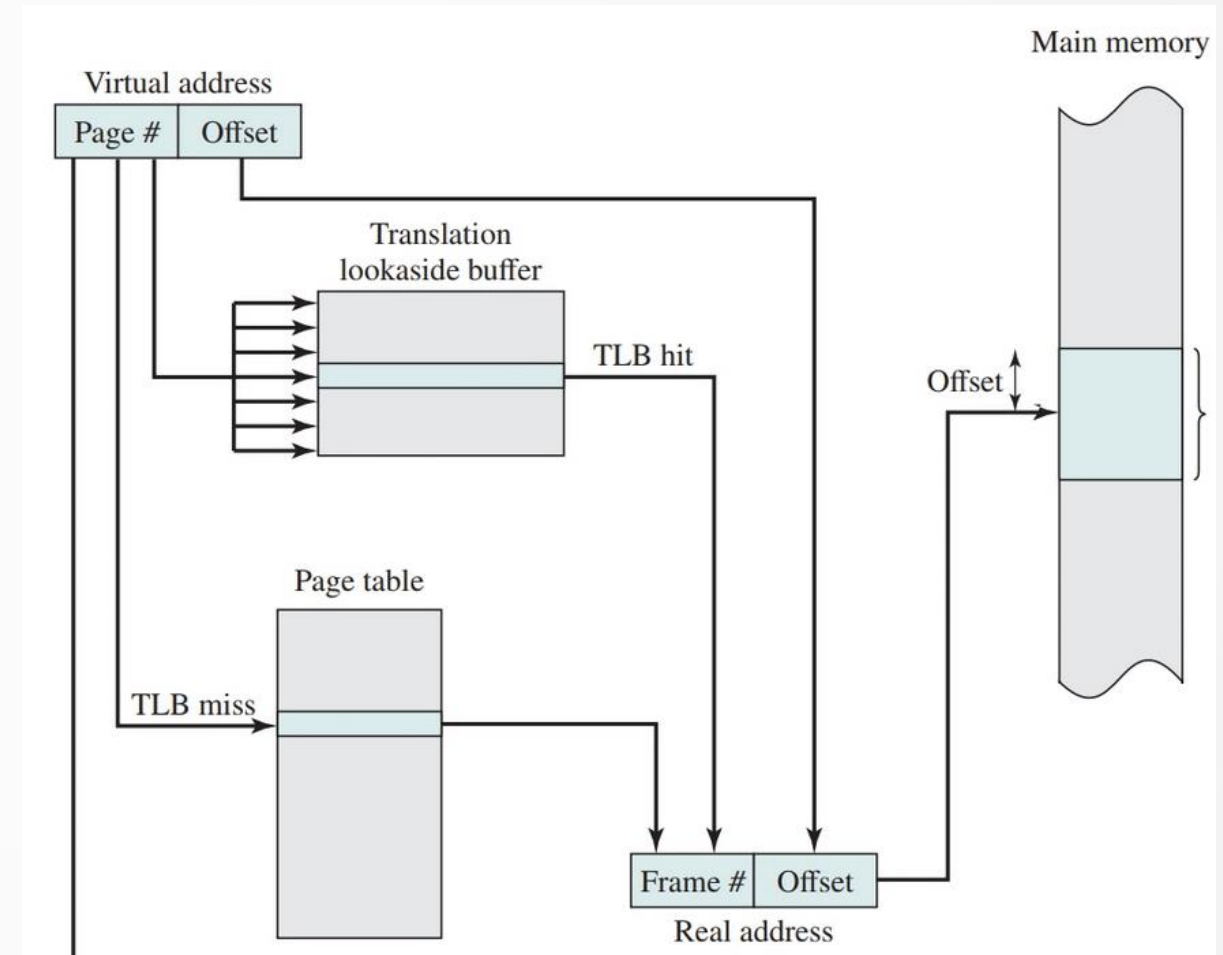 Main memory
Virtual address
Page #
Offset
Translation
lookaside buffer
TLB hit
Offset
Page table
TLB miss
Frame #
Offset
Real address